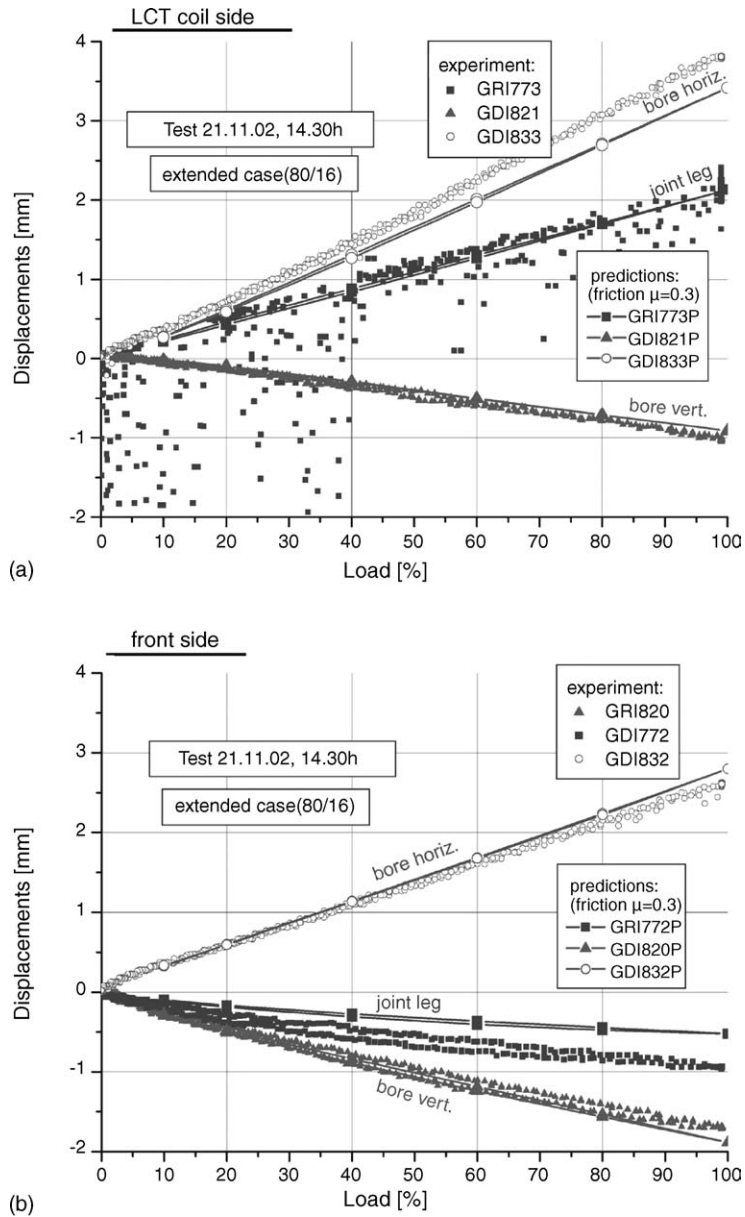 LCT coil side
4
3
2
1
0
-1
-2
Displacements [mm]
experiment:
GRI773
GDI821
GDI833
Test 21.11.02, 14.30h
extended case(80/16)
bore horiz.
joint leg
predictions:
(friction μ=0.3)
GRI773P
GDI821P
GDI833P
bore vert.
0 10 20 30 40 50 60 70 80 90 100
Load [%]
(a)
front side
4
3
2
1
0
-1
-2
Displacements [mm]
experiment:
GRI820
GDI772
GDI832
Test 21.11.02, 14.30h
extended case(80/16)
bore horiz.
predictions:
(friction μ=0.3)
GRI772P
GDI820P
GDI832P
joint leg
bore vert.
0 10 20 30 40 50 60 70 80 90 100
Load [%]
(b)